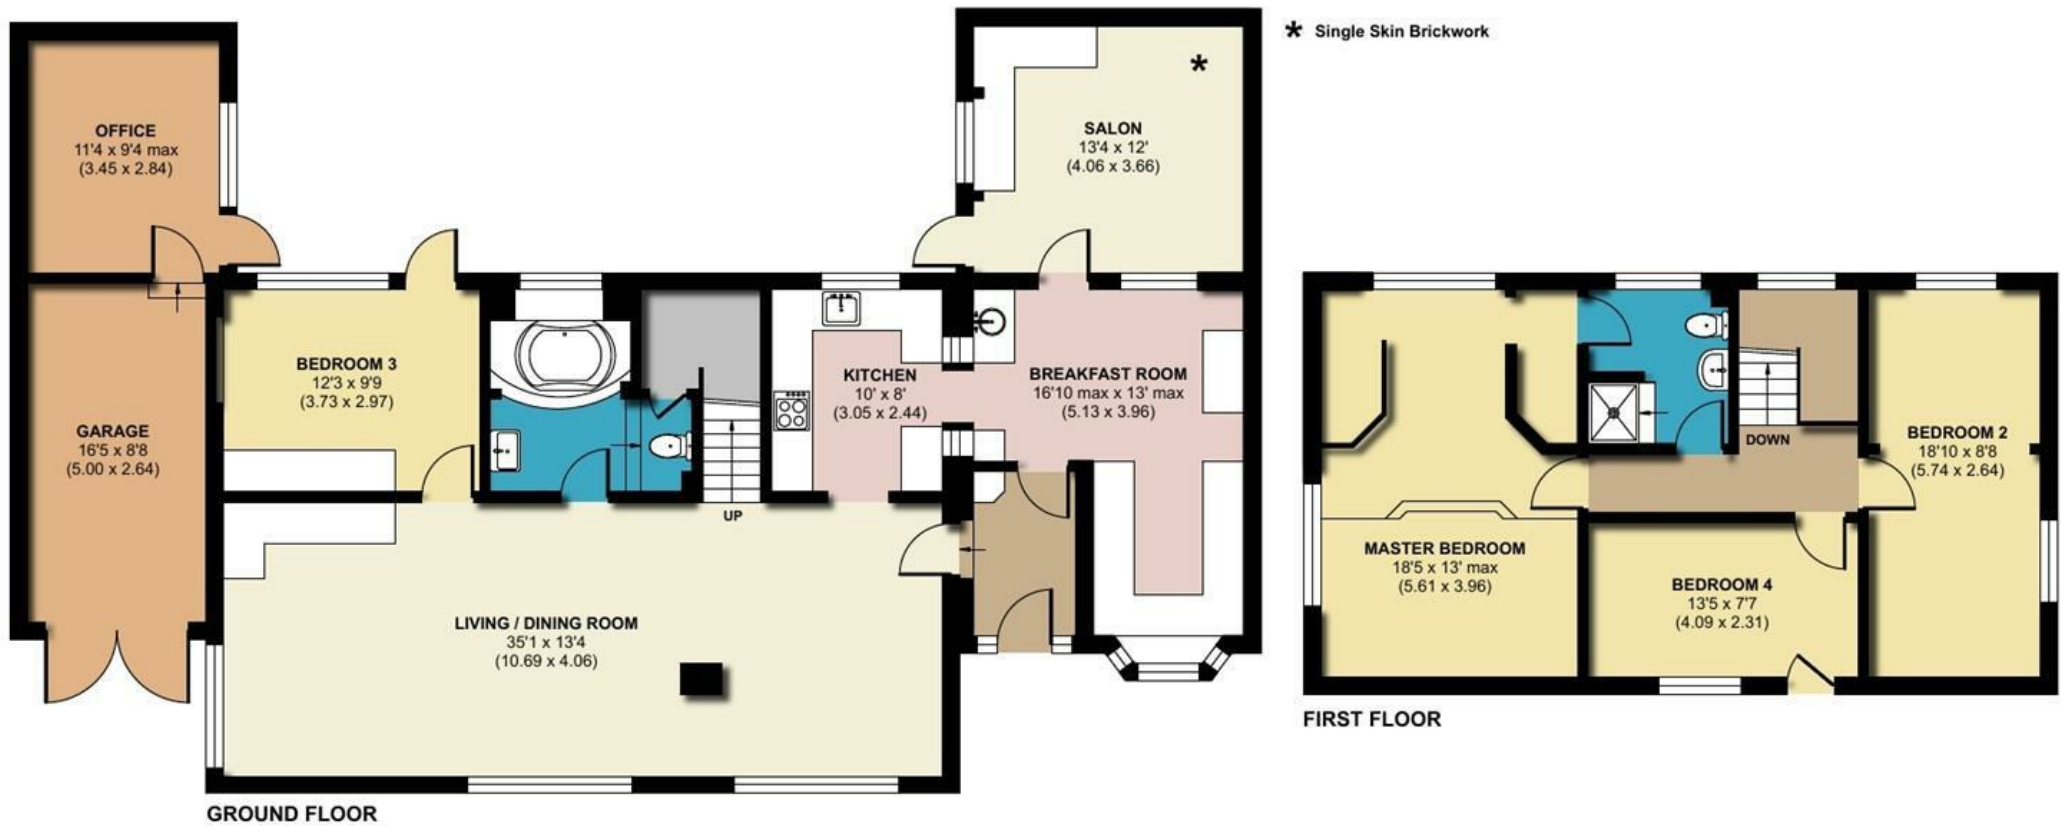 * Single Skin Brickwork
OFFICE
11'4 x 9'4 max
(3.45 x 2.84)
*
SALON
13'4 x 12'
(4.06 x 3.66)
BEDROOM 3
12'3 x 9'9
(3.73 x 2.97)
KITCHEN
10' x 8'
(3.05 x 2.44)
BREAKFAST ROOM
16'10 max x 13' max
(5.13 x 3.96)
GARAGE
16'5 x 8'8
(5.00 x 2.64)
UP
LIVING / DINING ROOM
35'1 x 13'4
(10.69 x 4.06)
GROUND FLOOR
DOWN
BEDROOM 2
18'10 x 8'8
(5.74 x 2.64)
MASTER BEDROOM
18'5 x 13' max
(5.61 x 3.96)
BEDROOM 4
13'5 x 7'7
(4.09 x 2.31)
FIRST FLOOR